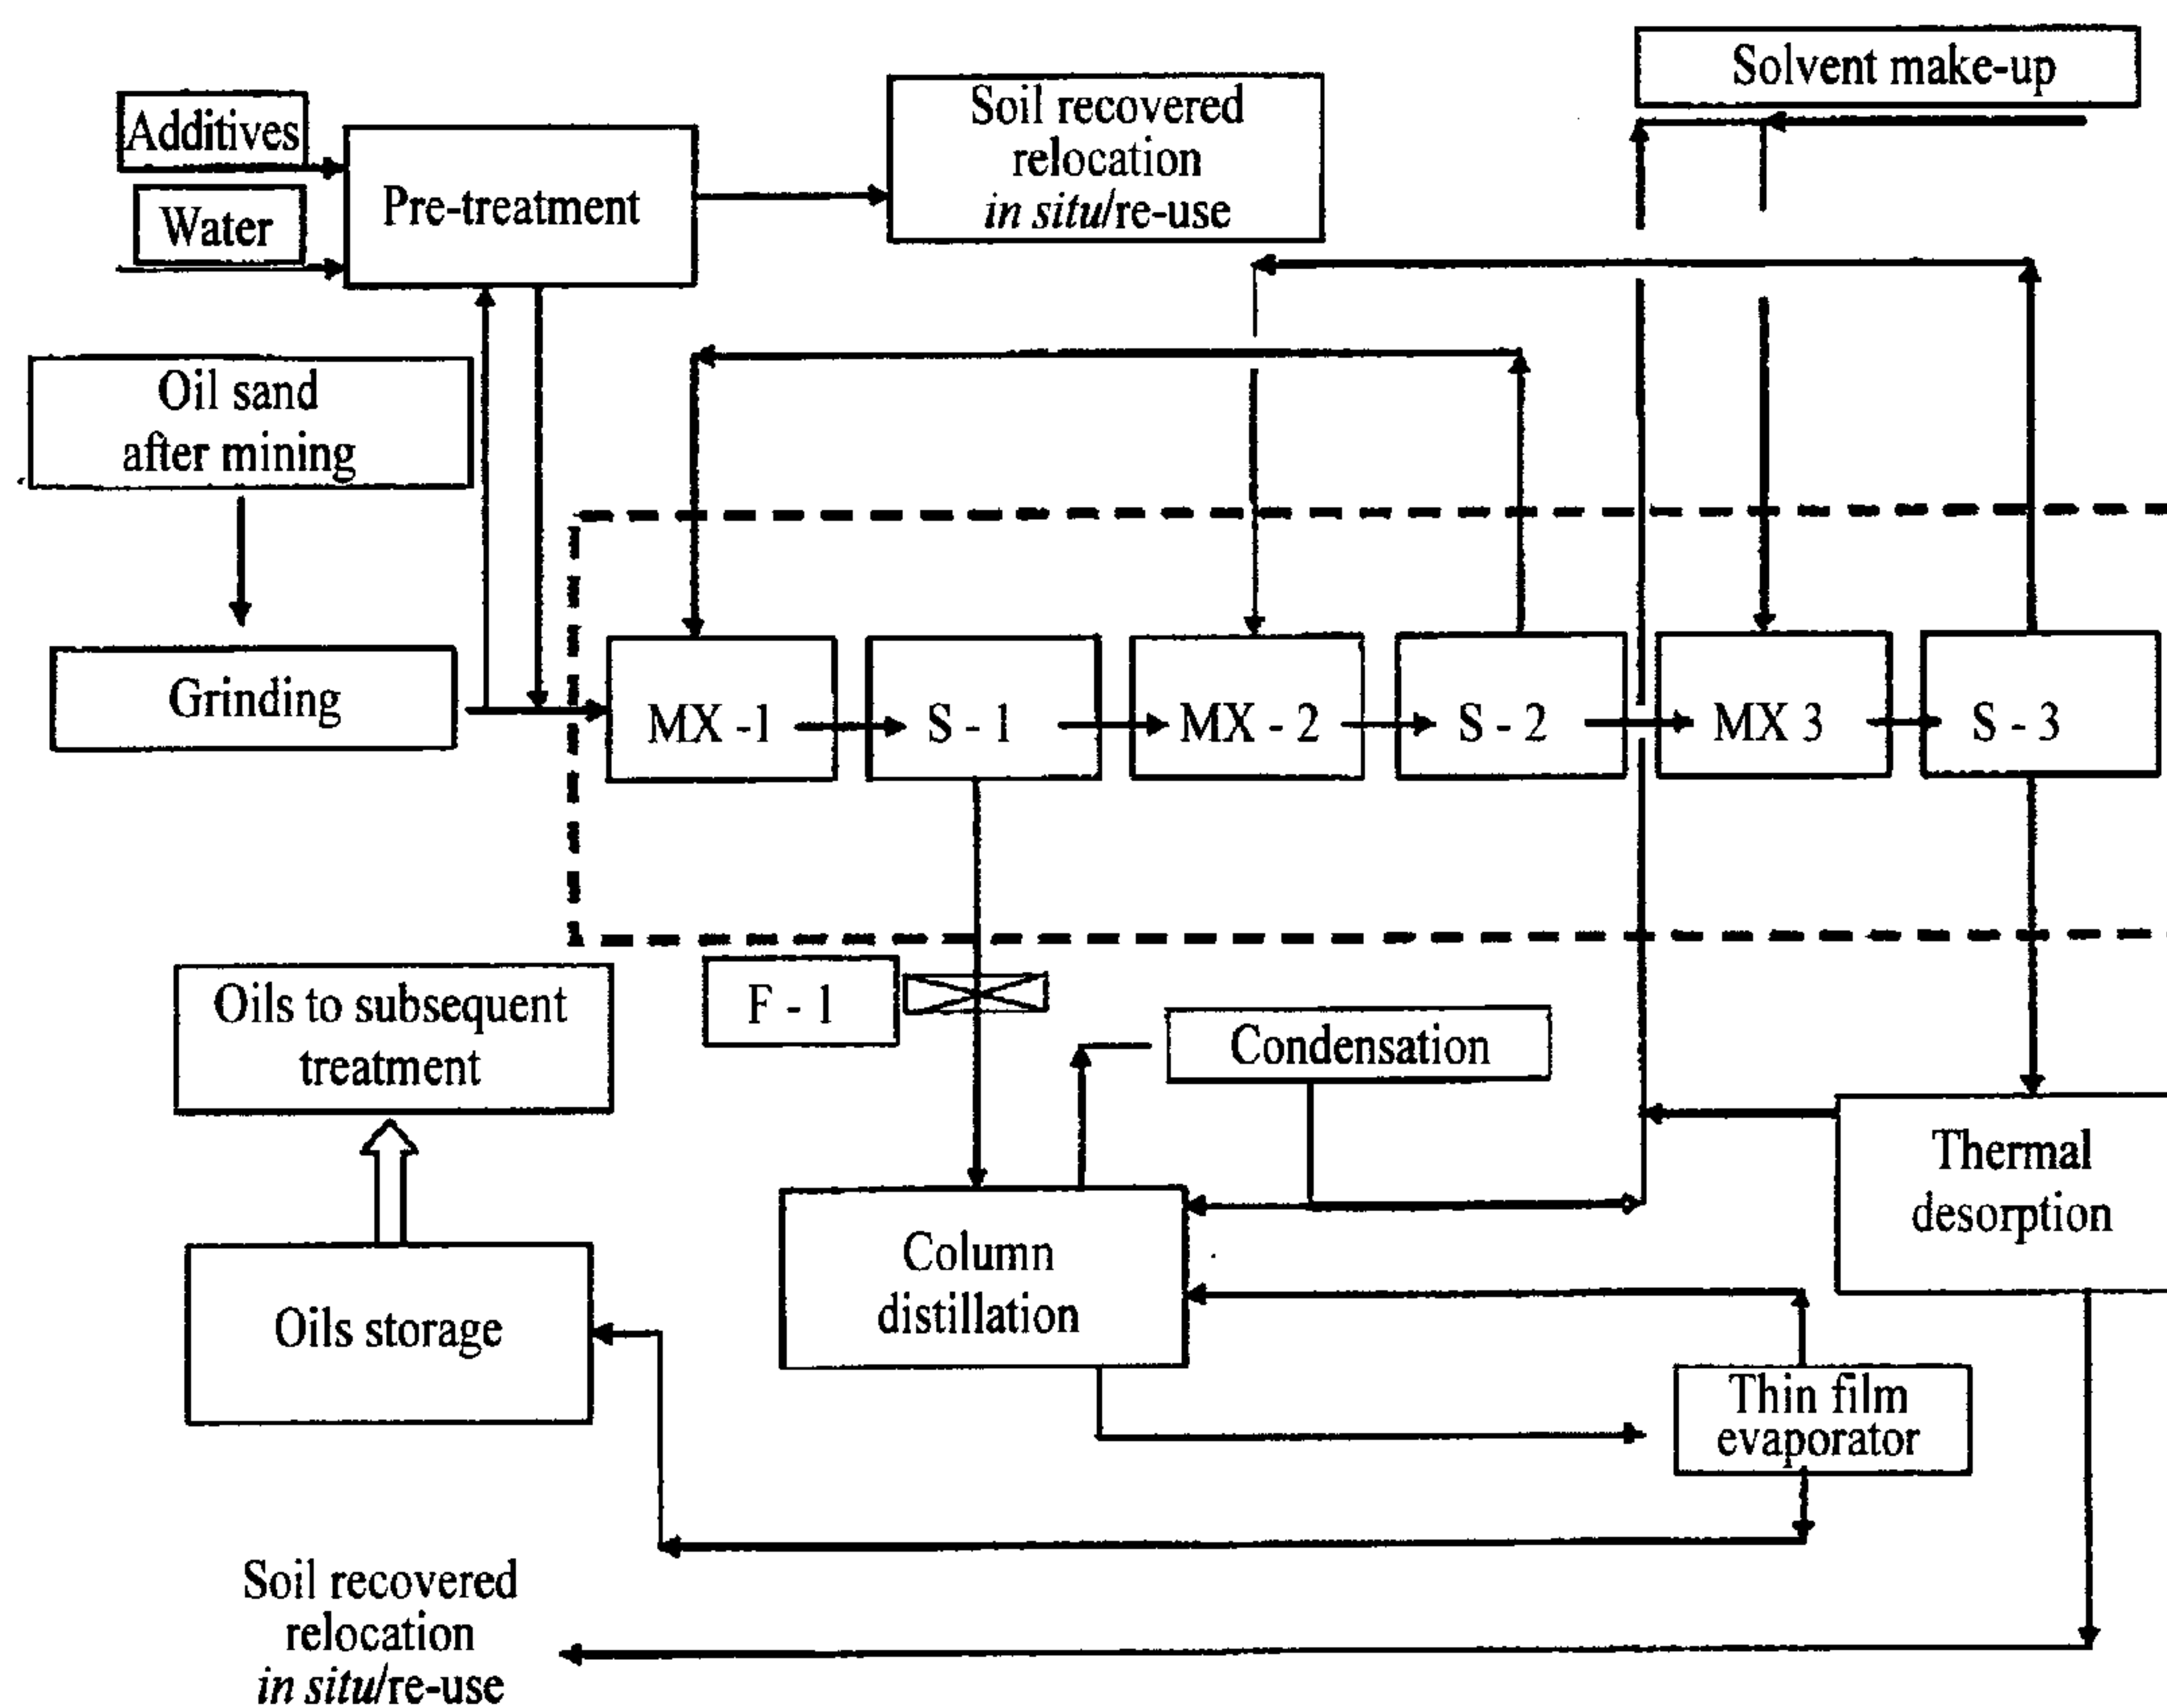 Solvent make-up
Additives
Soil recovered
relocation
in situ/re-use
Pre-treatment
Water
Oil sand
after mining
Grinding
MX -1
S - 1
MX - 2
S - 2
MX 3
S - 3
Oils to subsequent
treatment
F - 1
Condensation
Thermal
desorption
Column
distillation
Oils storage
Thin film
evaporator
Soil recovered
relocation
in situ/re-use